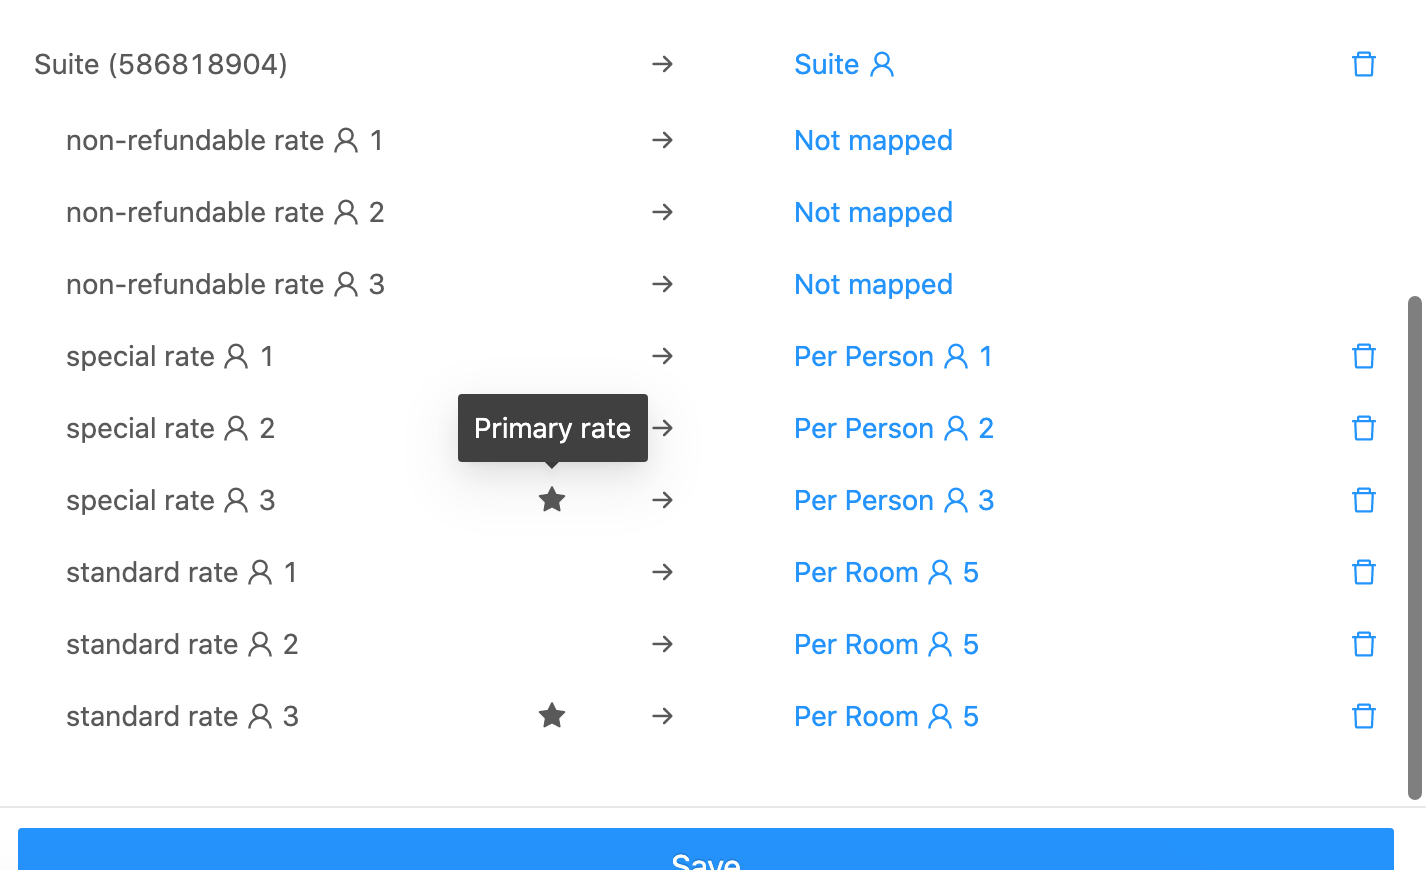 Suite (586818904) → Suite
non-refundable rate 1 → Not mapped
non-refundable rate 2 → Not mapped
non-refundable rate 3 → Not mapped
special rate 1 → Per Person 1
special rate 2 Primary rate → Per Person 2
special rate 3 ★ → Per Person 3
standard rate 1 → Per Room 5
standard rate 2 → Per Room 5
standard rate 3 ★ → Per Room 5
Save